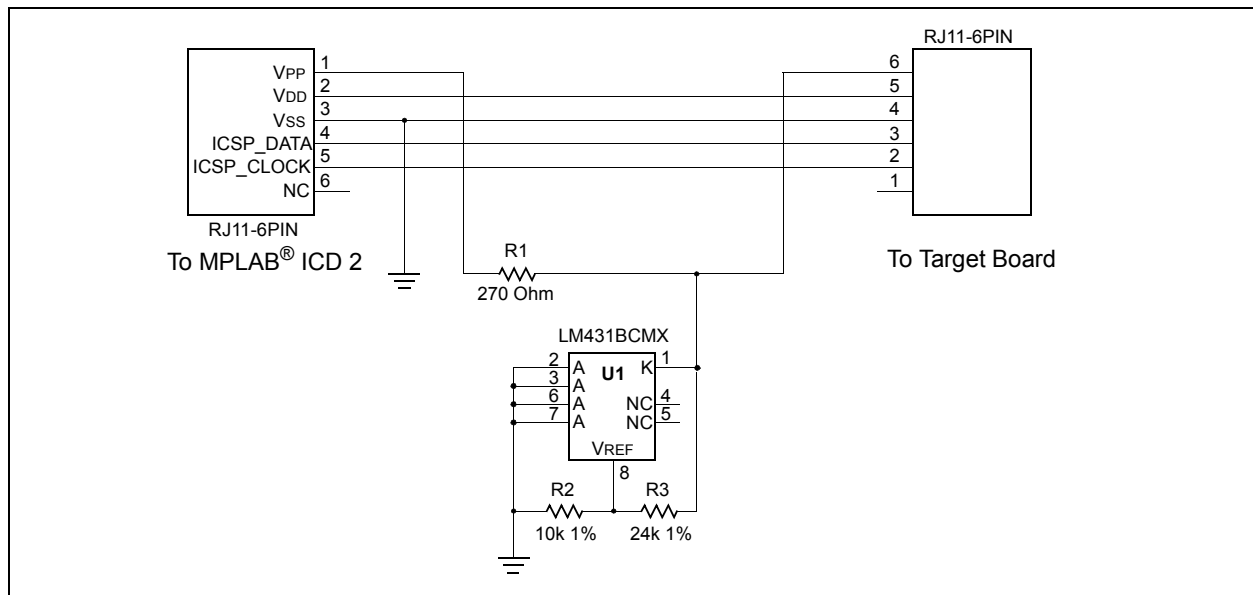 RJ11-6PIN
1
VPP
2
VDD
3
VSS
4
ICSP_DATA
5
ICSP_CLOCK
6
NC
RJ11-6PIN
To MPLAB® ICD 2
6
5
4
3
2
1
To Target Board
R1
270 Ohm
LM431BCMX
2 A U1 K 1
3 A
6 A NC 4
7 A NC 5
VREF
8
R2 R3
10k 1% 24k 1%